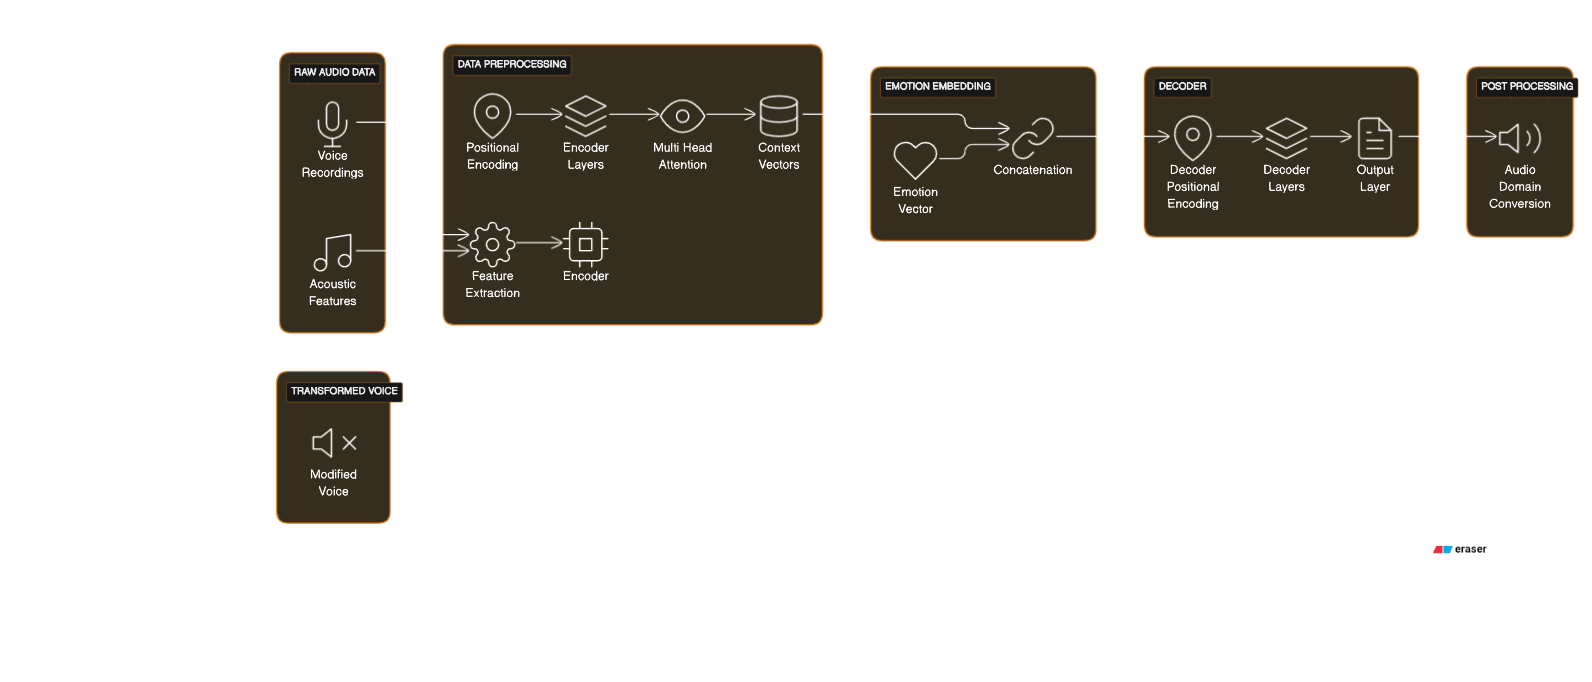 RAW AUDIO DATA
Voice
Recordings
Acoustic
Features
DATA PREPROCESSING
Positional
Encoding
Encoder
Layers
Multi Head
Attention
Context
Vectors
Feature
Extraction
Encoder
EMOTION EMBEDDING
Emotion
Vector
Concatenation
DECODER
Decoder
Positional
Encoding
Decoder
Layers
Output
Layer
POST PROCESSING
Audio
Domain
Conversion
TRANSFORMED VOICE
Modified
Voice
eraser